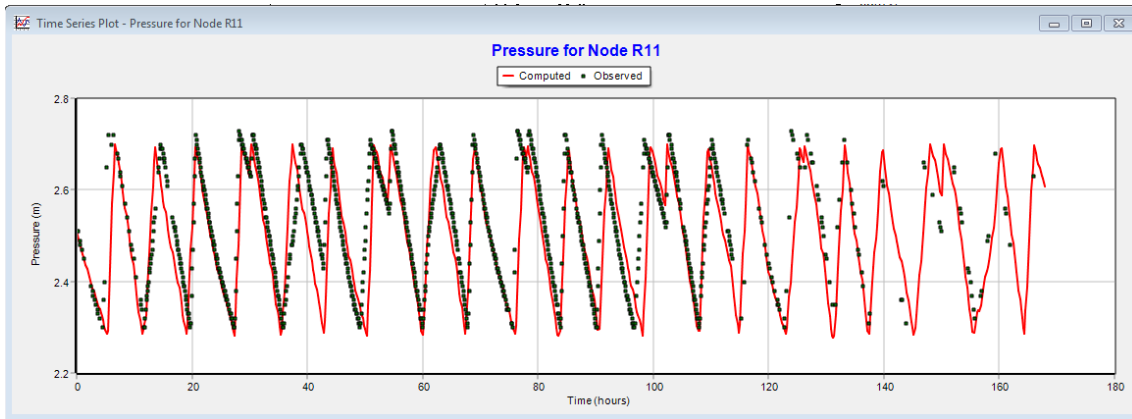 Time Series Plot - Pressure for Node R11
Pressure for Node R11
Computed Observed
2.8
2.6
2.4
2.2
Pressure (m)
0 20 40 60 80 100 120 140 160 180
Time (hours)